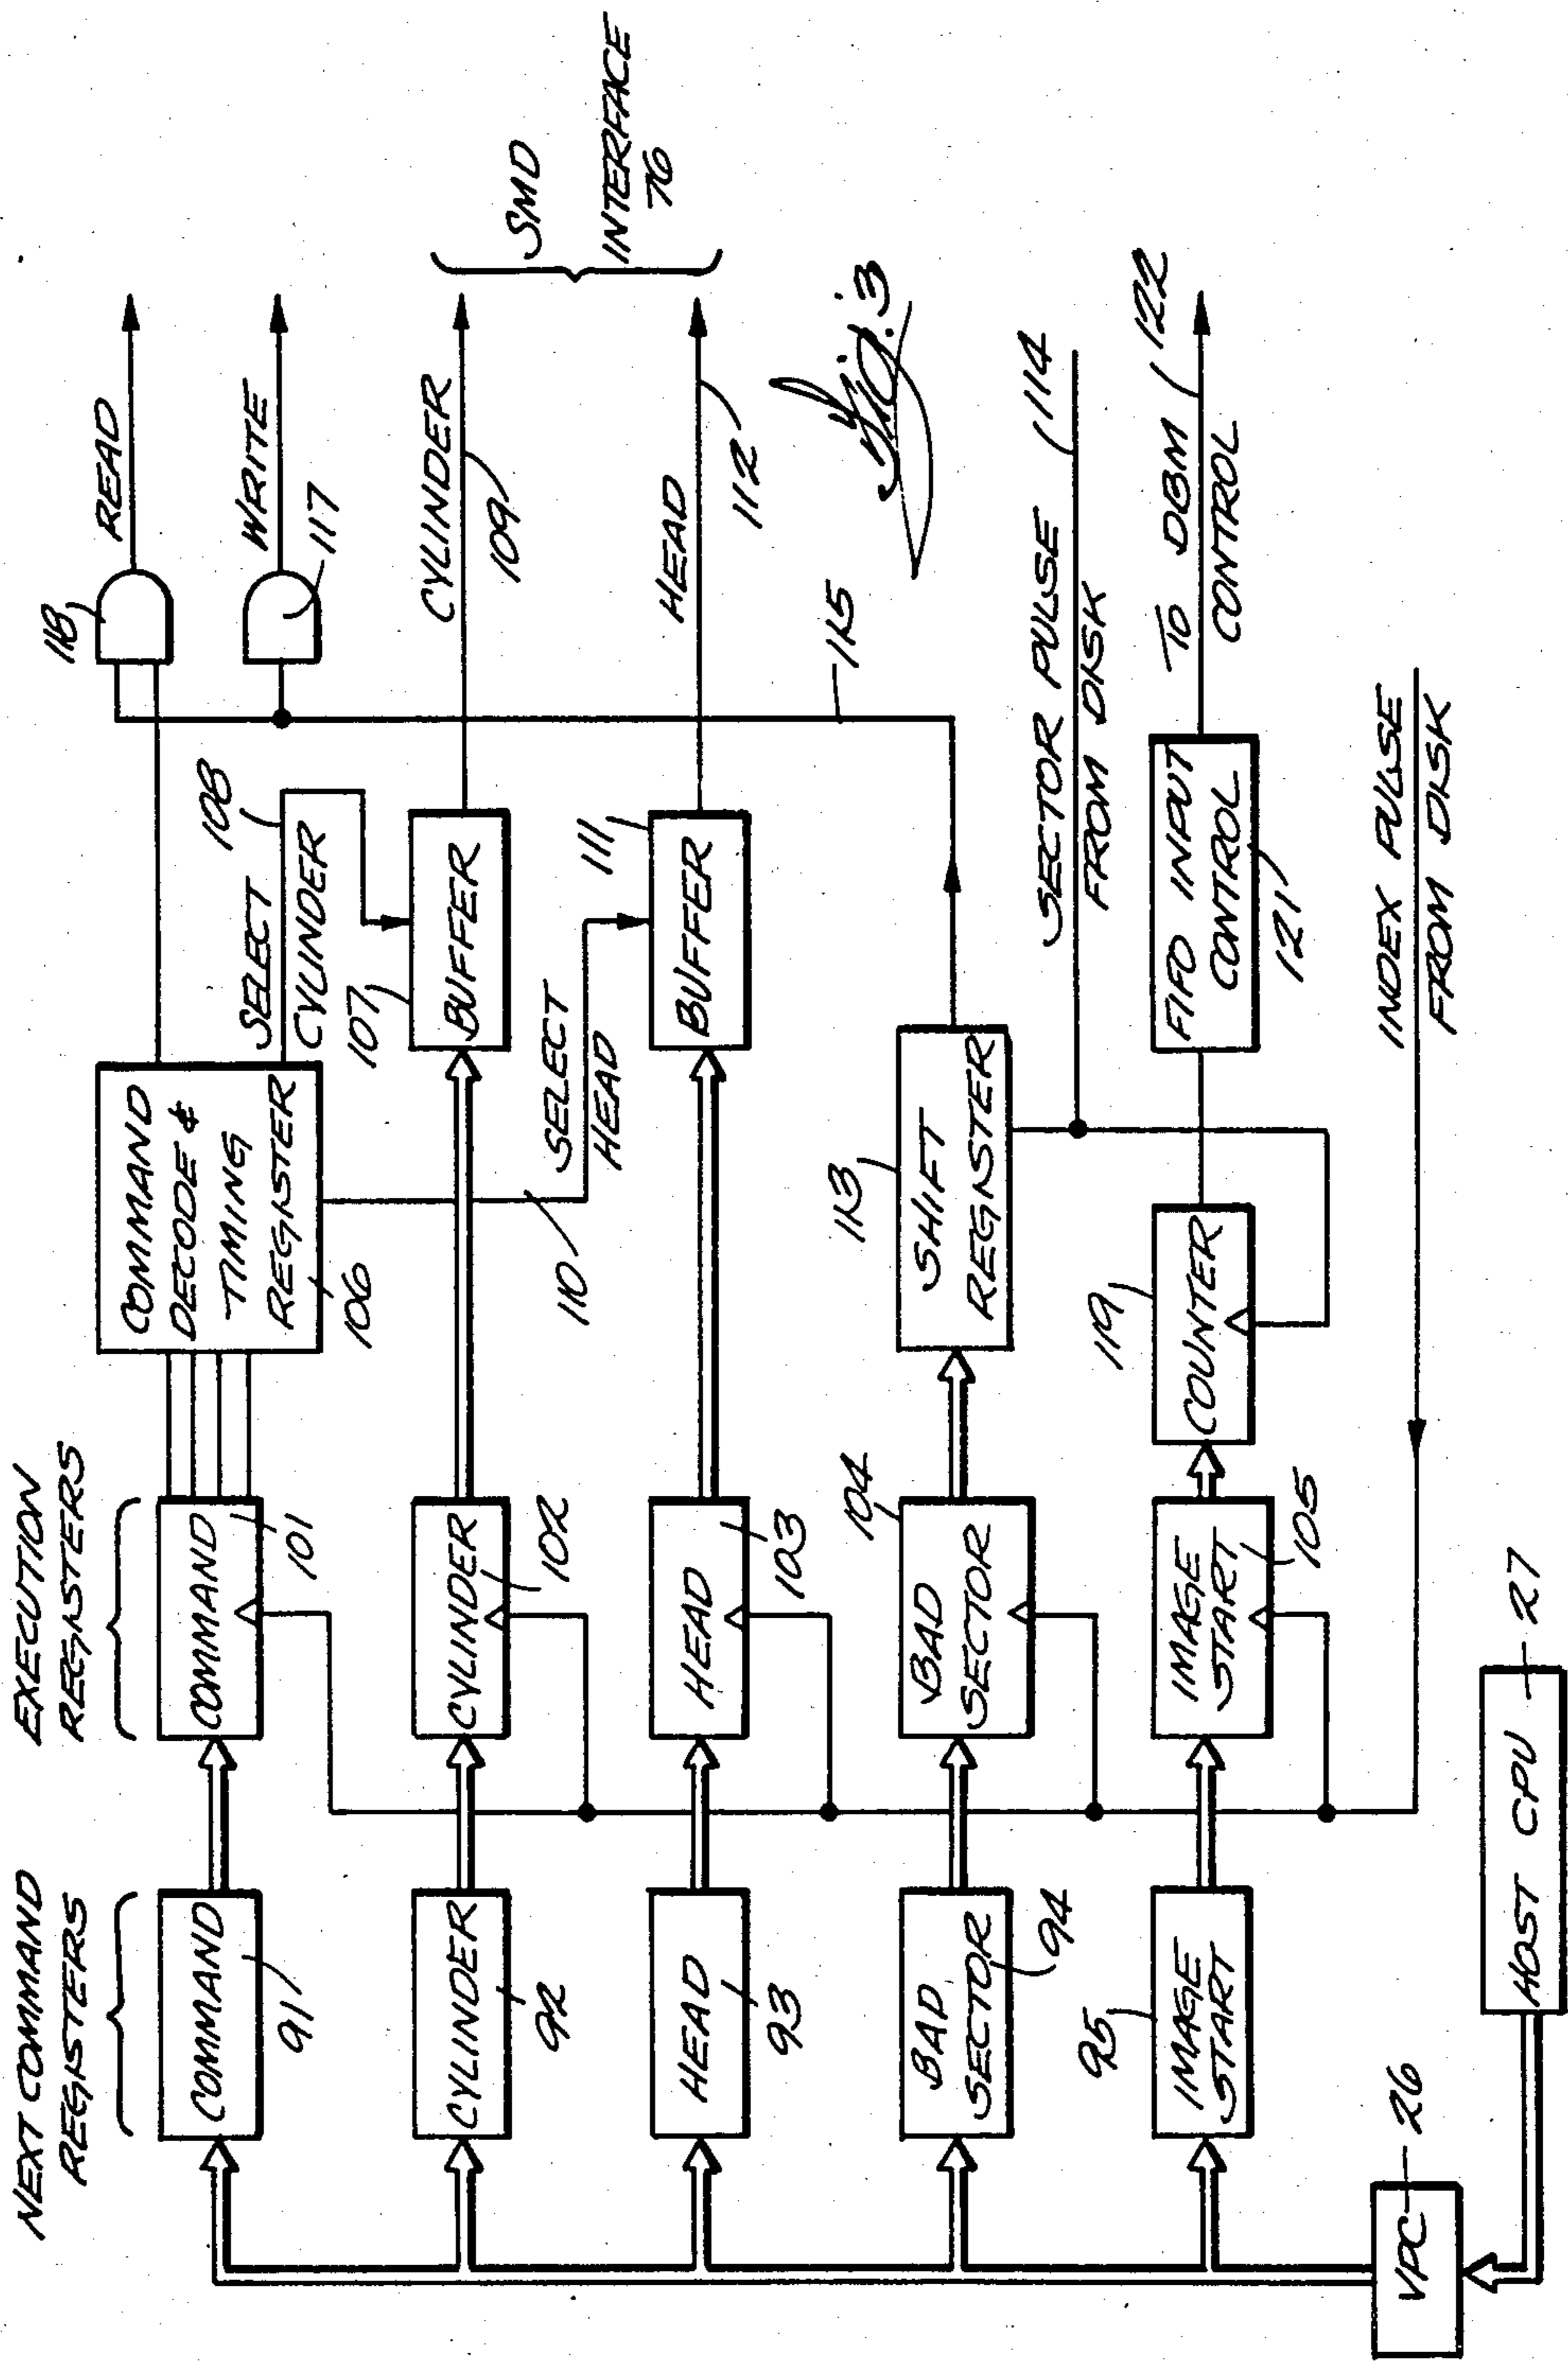 NEXT COMMAND
REGISTERS
EXECUTION
REGISTERS
COMMAND
91
COMMAND
101
COMMAND
DECODE &
TIMING
REGISTER
106
118
READ
117
WRITE
CYLINDER
92
CYLINDER
102
SELECT
CYLINDER
108
107
BUFFER
CYLINDER
109
HEAD
93
HEAD
103
110
SELECT
HEAD
111
BUFFER
HEAD
112
SMD
INTERFACE
76
BAD
SECTOR
94
BAD
SECTOR
104
113
SHIFT
REGISTER
115
Fig. 3
SECTOR PULSE
FROM DISK
114
95
IMAGE
START
IMAGE
START
105
119
COUNTER
FIFO INPUT
CONTROL
121
TO DBM
CONTROL
122
INDEX PULSE
FROM DISK
VPC
26
HOST CPU
27